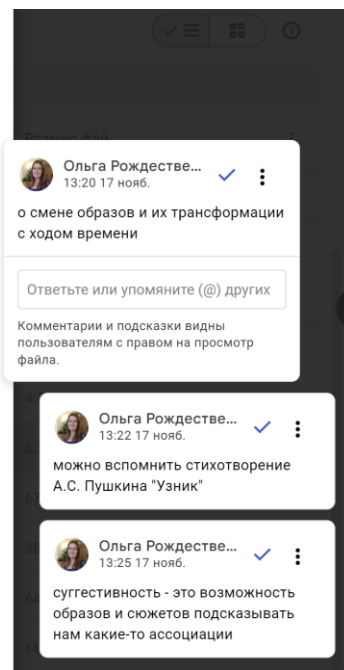 Размер фай
Ольга Рождестве...
13:20 17 нояб.
о смене образов и их трансформации
с ходом времени
Ответьте или упомяните (@) других
Комментарии и подсказки видны
пользователям с правом на просмотр
файла.
Ольга Рождестве...
13:22 17 нояб.
можно вспомнить стихотворение
А.С. Пушкина "Узник"
Ольга Рождестве...
13:25 17 нояб.
суггестивность - это возможность
образов и сюжетов подсказывать
нам какие-то ассоциации